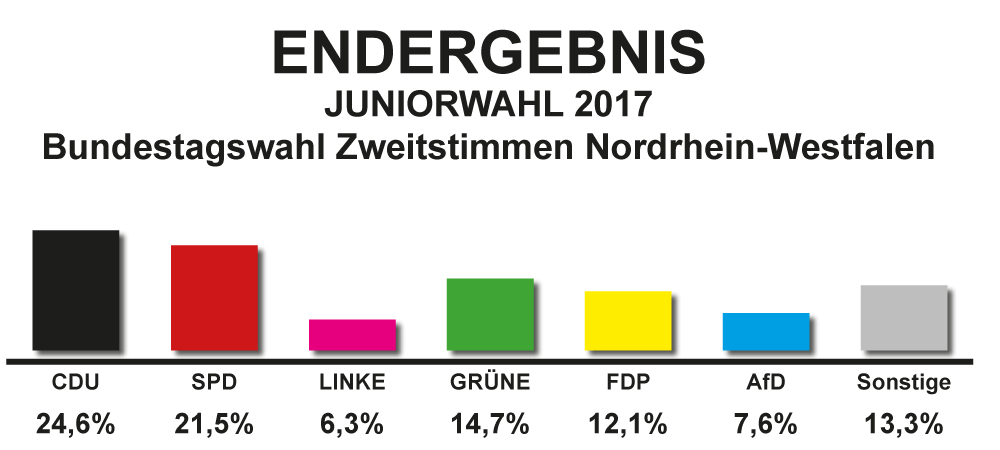 ENDERGEBNIS
JUNIORWAHL 2017
Bundestagswahl Zweitstimmen Nordrhein-Westfalen
CDU SPD LINKE GRÜNE FDP AfD Sonstige
24,6% 21,5% 6,3% 14,7% 12,1% 7,6% 13,3%